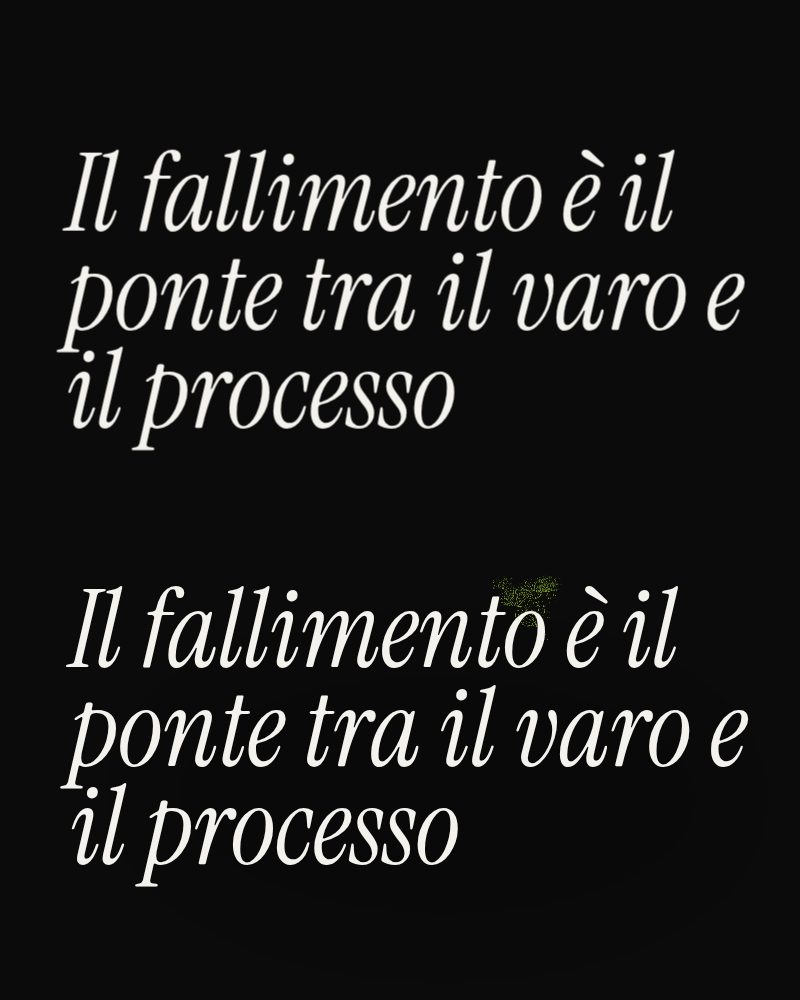 Il fallimento è il
ponte tra il varo e
il processo
Il fallimento è il
ponte tra il varo e
il processo